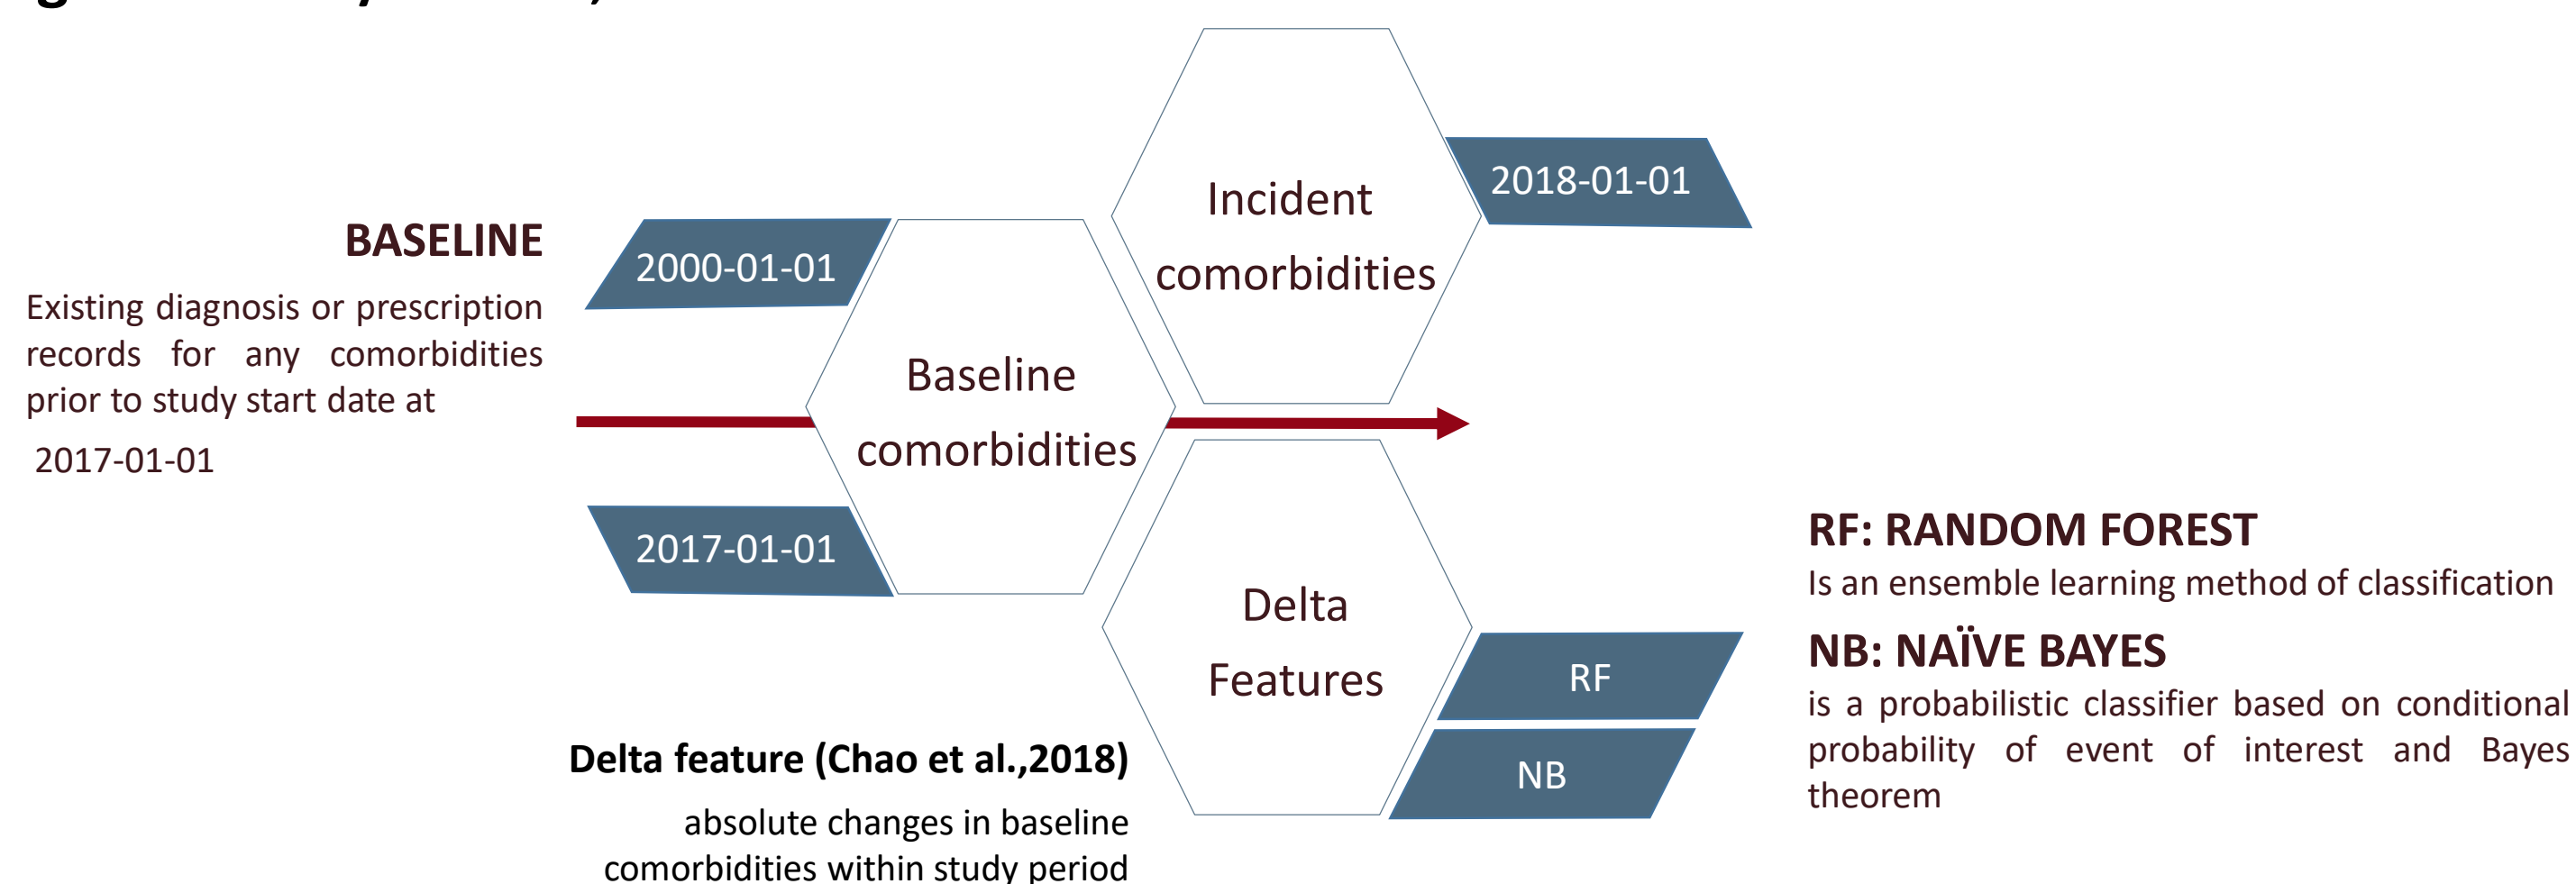 BASELINE
Existing diagnosis or prescription
records for any comorbidities
prior to study start date at
2017-01-01
2000-01-01
2017-01-01
Baseline
comorbidities
Incident
comorbidities
2018-01-01
Delta
Features
RF
NB
Delta feature (Chao et al.,2018)
absolute changes in baseline
comorbidities within study period
RF: RANDOM FOREST
Is an ensemble learning method of classification
NB: NAÏVE BAYES
is a probabilistic classifier based on conditional
probability of event of interest and Bayes
theorem